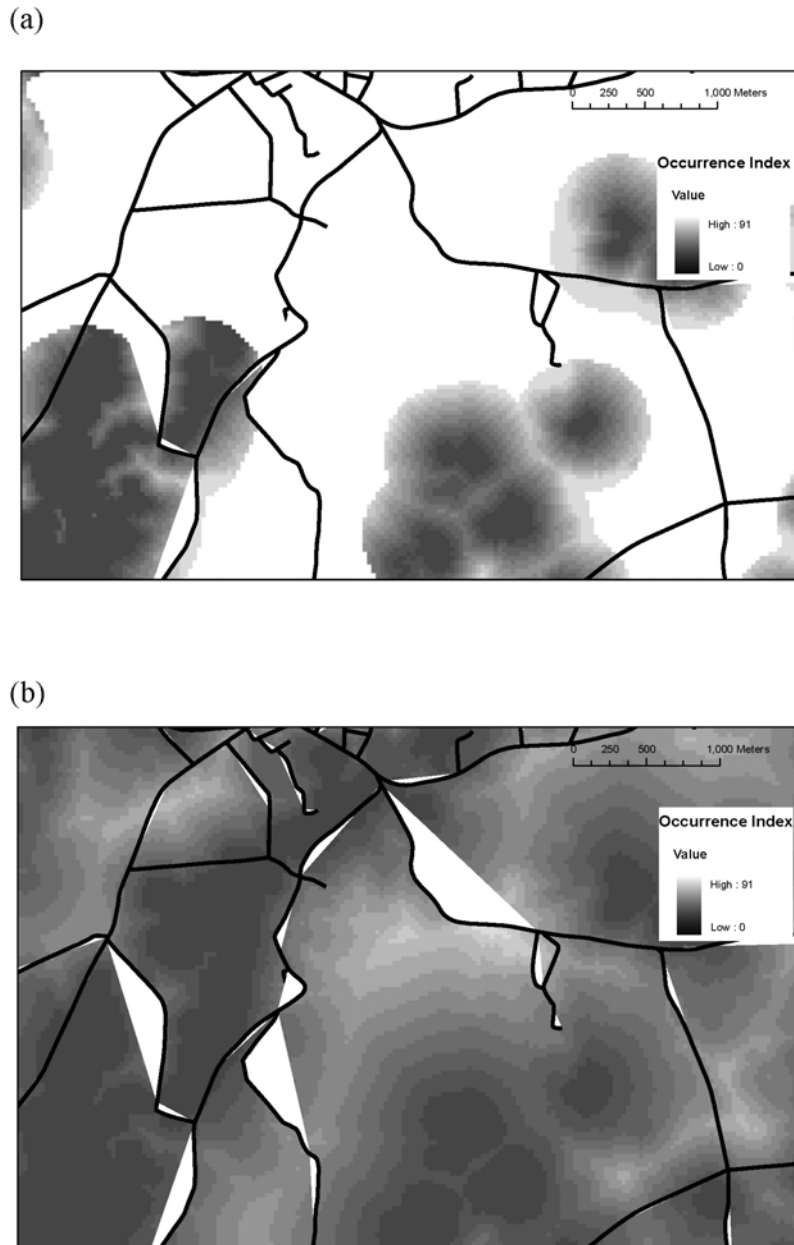 (a)
0 250 500 1,000 Meters
Occurrence Index
Value
High : 91
Low : 0
(b)
0 250 500 1,000 Meters
Occurrence Index
Value
High : 91
Low : 0